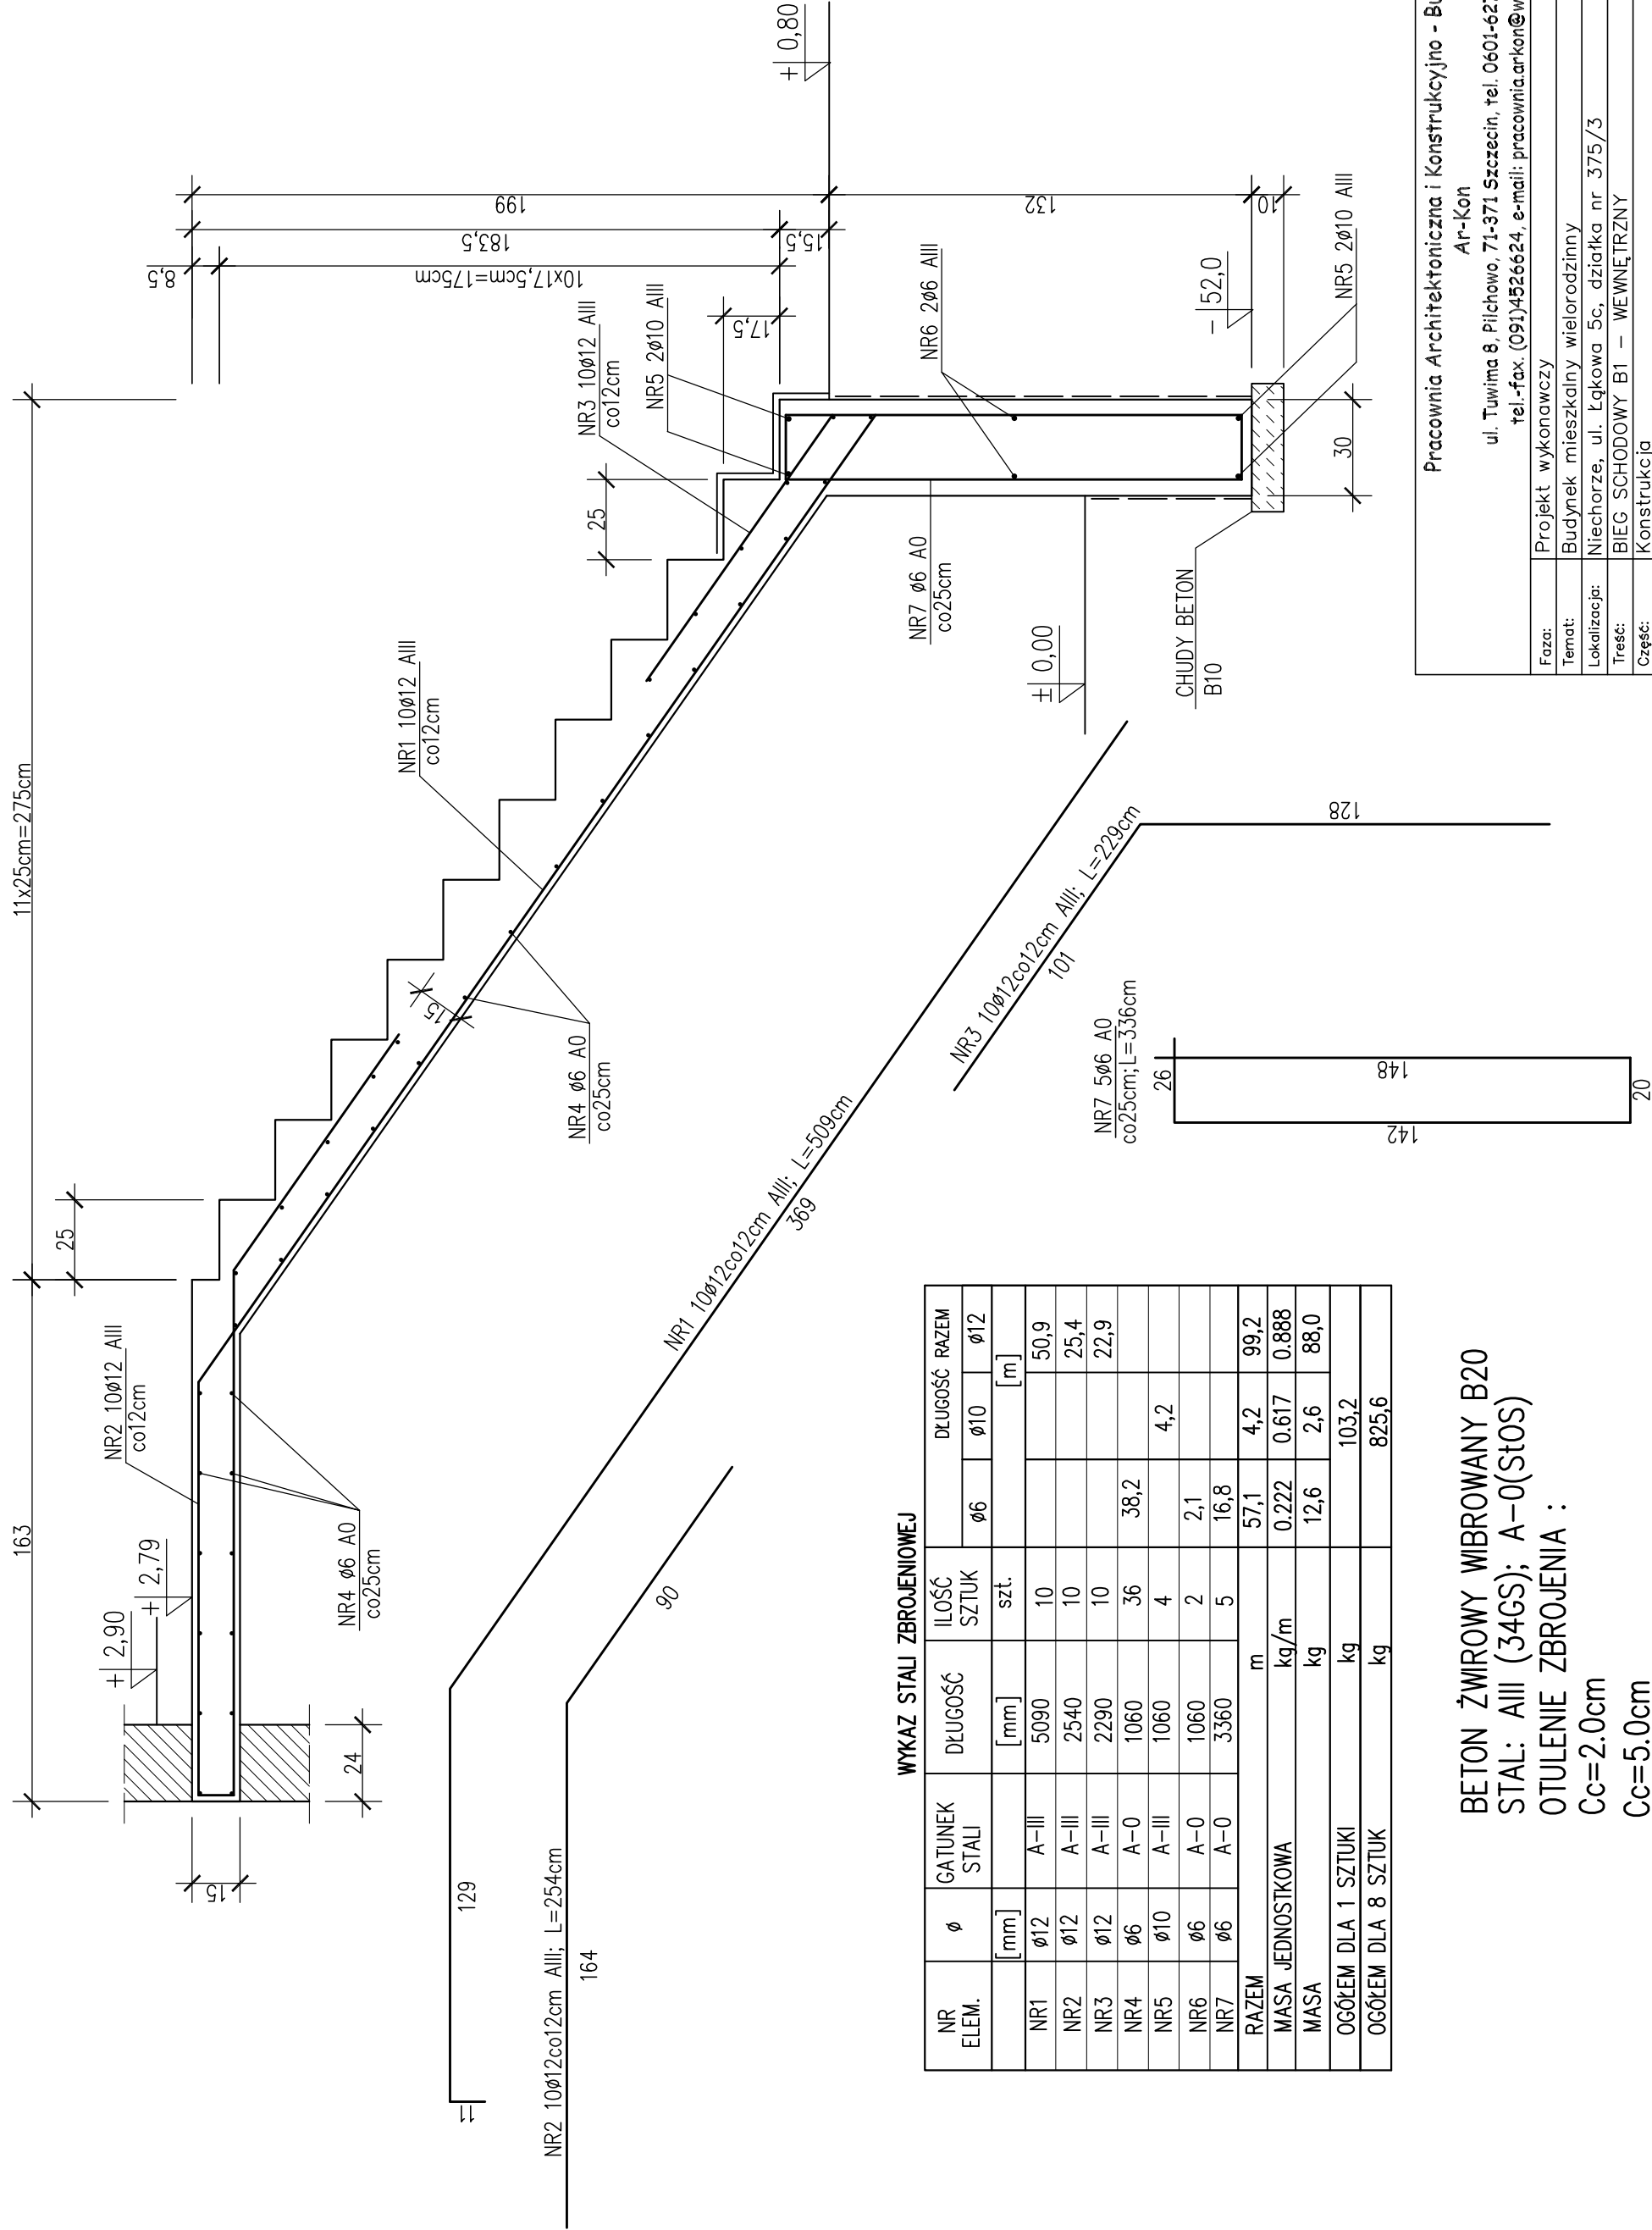 11x25cm=275cm
163
25
8,5
199
183,5
10x17,5cm=175cm
15,5
+ 0,80
17,5
NR3 10ø12 AIII
co12cm
NR5 2ø10 AIII
25
NR1 10ø12 AIII
co12cm
NR2 10ø12 AIII
co12cm
+ 2,90
+ 2,79
NR4 ø6 A0
co25cm
24
15
15
NR4 ø6 A0
co25cm
132
NR6 2ø6 AIII
NR7 ø6 A0
co25cm
- 52,0
± 0,00
10
NR5 2ø10 AIII
30
CHUDY BETON
B10
11
129
NR1 10ø12co12cm AIII; L=509cm
369
NR2 10ø12co12cm AIII; L=254cm
164
90
NR3 10ø12co12cm AIII; L=229cm
101
128
NR7 5ø6 A0
co25cm;L=336cm
26
148
142
20
WYKAZ STALI ZBROJENIOWEJ
NR ELEM. ø GATUNEK STALI DŁUGOŚĆ ILOŚĆ SZTUK DŁUGOŚĆ RAZEM
ø6 ø10 ø12
[mm] [mm] szt. [m]
NR1 ø12 A-III 5090 10 50,9
NR2 ø12 A-III 2540 10 25,4
NR3 ø12 A-III 2290 10 22,9
NR4 ø6 A-0 1060 36 38,2
NR5 ø10 A-III 1060 4 4,2
NR6 ø6 A-0 1060 2 2,1
NR7 ø6 A-0 3360 5 16,8
RAZEM m 57,1 4,2 99,2
MASA JEDNOSTKOWA kg/m 0.222 0.617 0.888
MASA kg 12,6 2,6 88,0
OGÓŁEM DLA 1 SZTUKI kg 103,2
OGÓŁEM DLA 8 SZTUK kg 825,6
BETON ŻWIROWY WIBROWANY B20
STAL: AIII (34GS); A-0(StOS)
OTULENIE ZBROJENIA :
Cc=2.0cm
Cc=5.0cm
Pracownia Architektoniczna i Konstrukcyjno - Bu
Ar-Kon
ul. Tuwima 8, Pilchowo, 71-371 Szczecin, tel. 0601-627
tel.-fax. (091)4526624, e-mail: pracownia.arkon@w
Faza: Projekt wykonawczy
Temat: Budynek mieszkalny wielorodzinny
Lokalizacja: Niechorze, ul. Łąkowa 5c, działka nr 375/3
Treść: BIEG SCHODOWY B1 - WEWNĘTRZNY
Część: Konstrukcja